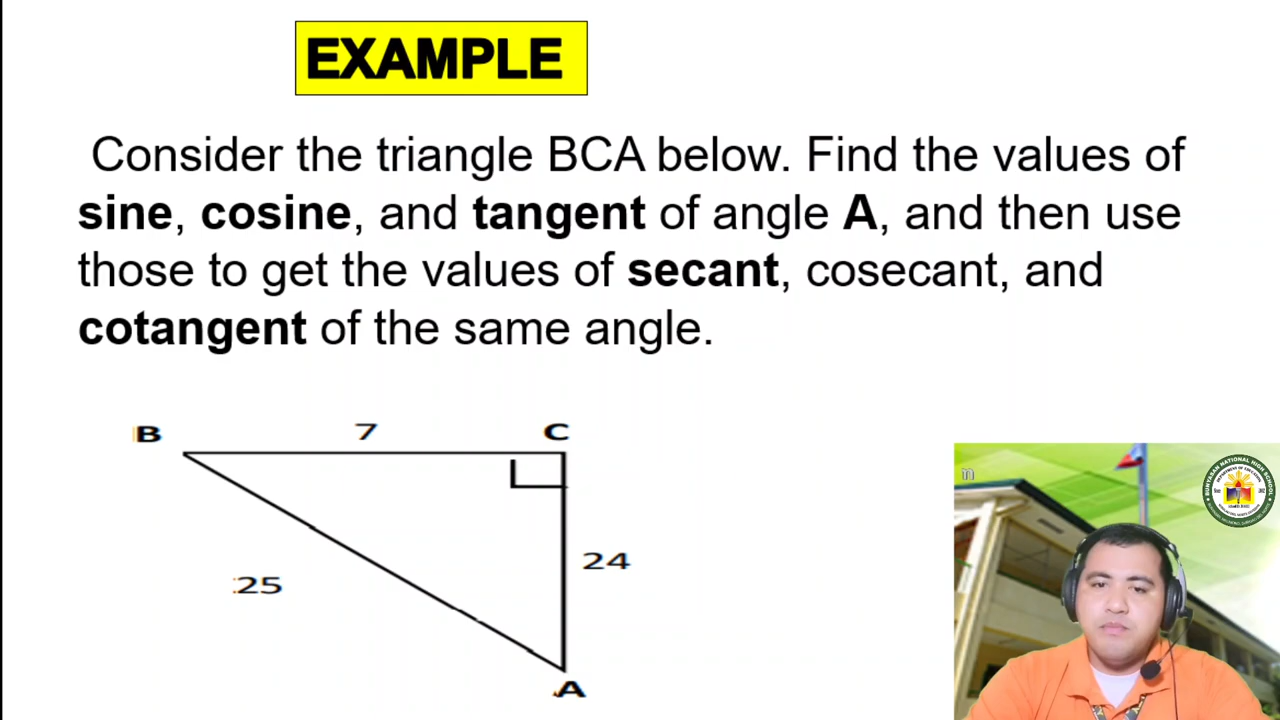 EXAMPLE
Consider the triangle BCA below. Find the values of
sine, cosine, and tangent of angle A, and then use
those to get the values of secant, cosecant, and
cotangent of the same angle.
B 7 C
24
25
A
n